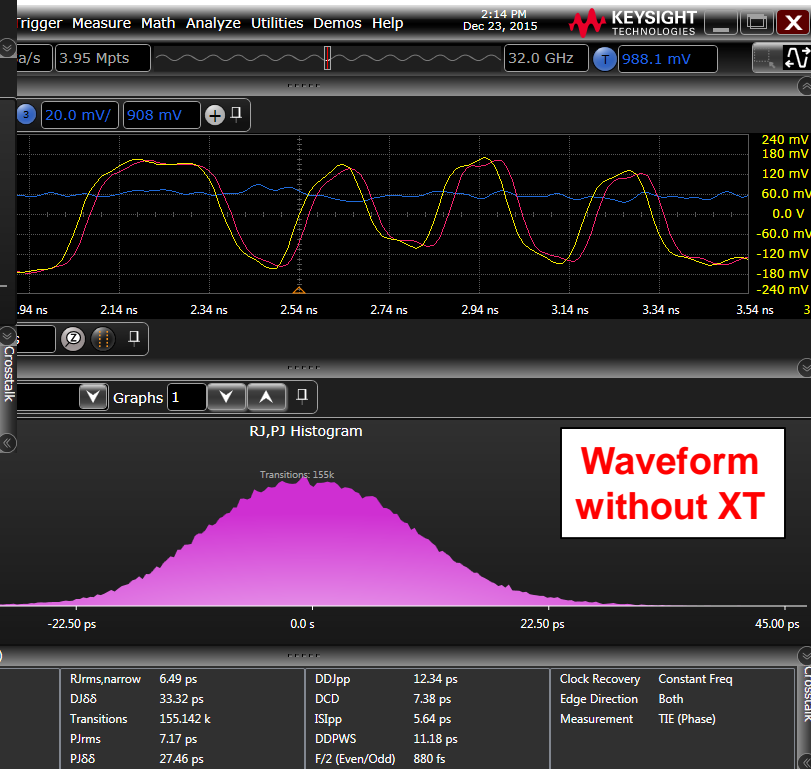 Trigger Measure Math Analyze Utilities Demos Help
2:14 PM
Dec 23, 2015
KEYSIGHT
TECHNOLOGIES
a/s 3.95 Mpts 32.0 GHz T 988.1 mV
3 20.0 mV/ 908 mV
240 mV
180 mV
120 mV
60.0 mV
0.0 V
-60.0 mV
-120 mV
-180 mV
-240 mV
.94 ns 2.14 ns 2.34 ns 2.54 ns 2.74 ns 2.94 ns 3.14 ns 3.34 ns 3.54 ns 3
s Z
Crosstalk
Graphs 1
RJ,PJ Histogram
Transitions: 155k
Waveform
without XT
-22.50 ps 0.0 s 22.50 ps 45.00 ps
)
RJrms,narrow 6.49 ps DDJpp 12.34 ps Clock Recovery Constant Freq
DJδδ 33.32 ps DCD 7.38 ps Edge Direction Both
Transitions 155.142 k ISIpp 5.64 ps Measurement TIE (Phase)
PJrms 7.17 ps DDPWS 11.18 ps
PJδδ 27.46 ps F/2 (Even/Odd) 880 fs
Crosstalk